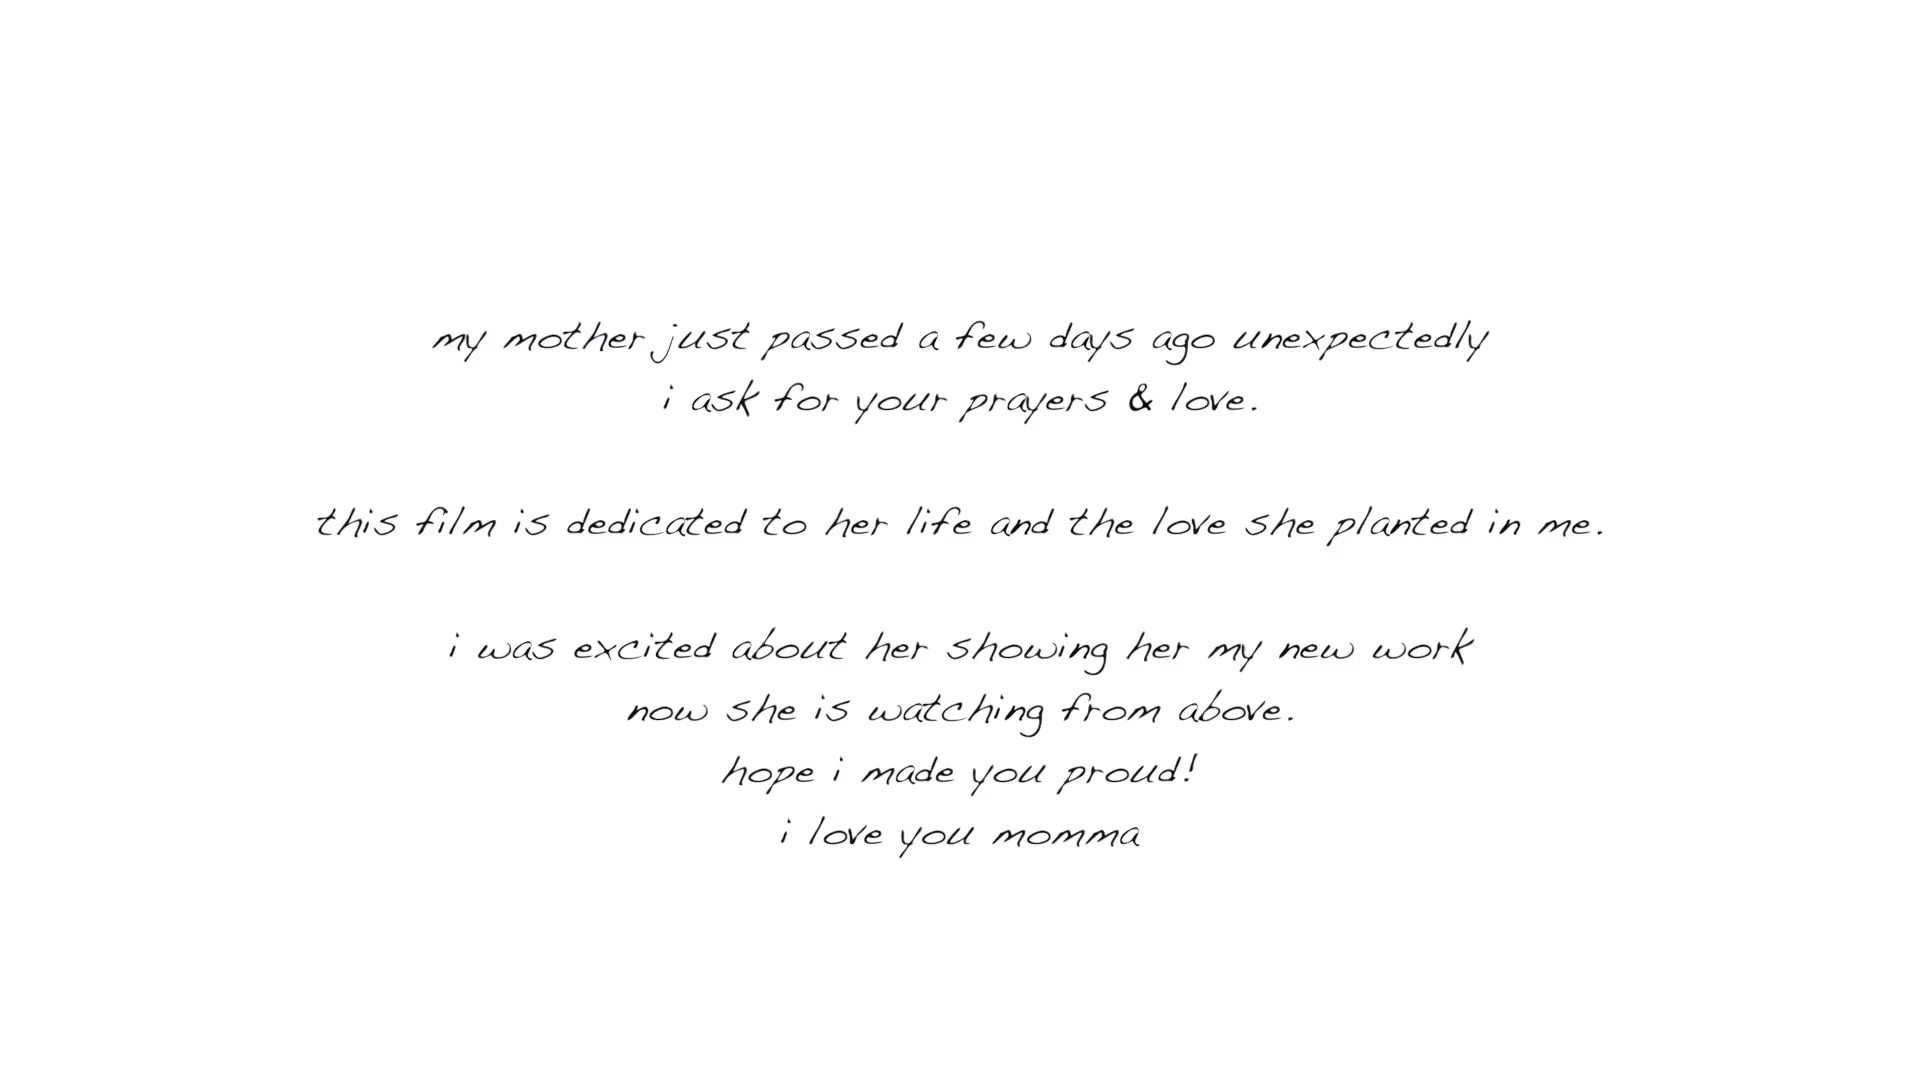 my mother just passed a few days ago unexpectedly
i ask for your prayers & love.
this film is dedicated to her life and the love she planted in me.
i was excited about her showing her my new work
now she is watching from above.
hope i made you proud!
i love you momma